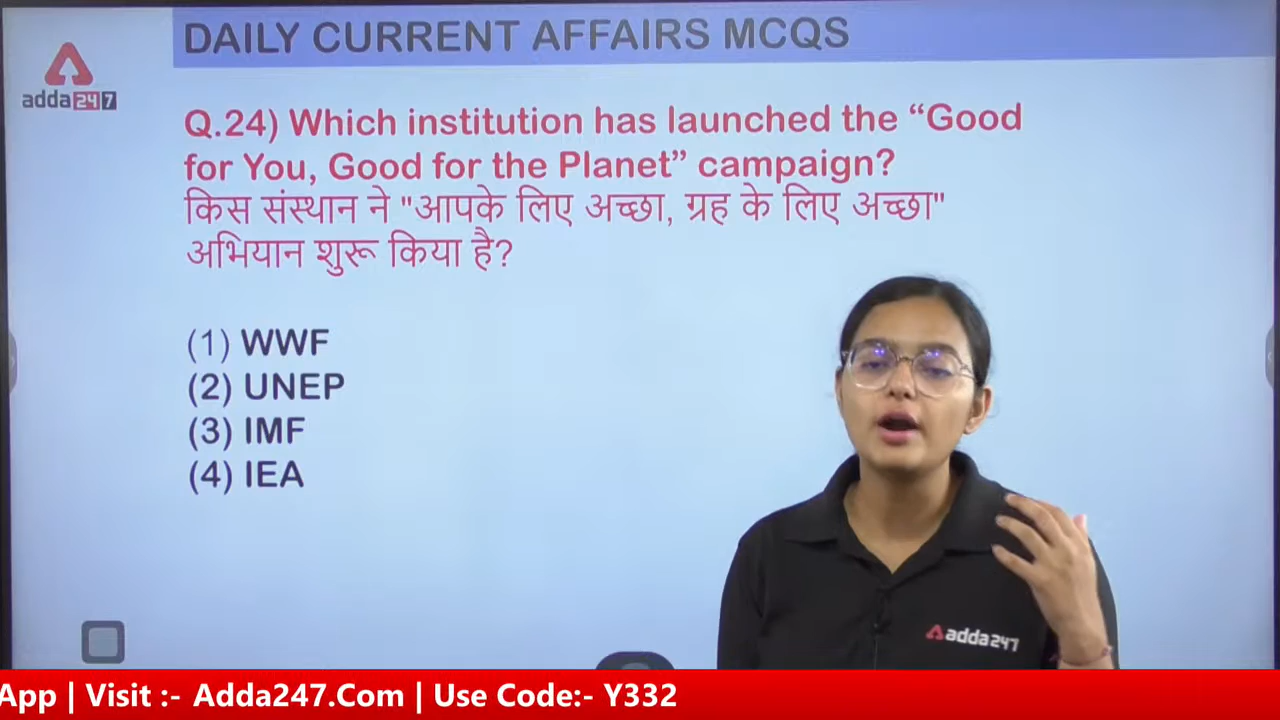 DAILY CURRENT AFFAIRS MCQS
adda247
Q.24) Which institution has launched the “Good
for You, Good for the Planet” campaign?
किस संस्थान ने "आपके लिए अच्छा, ग्रह के लिए अच्छा"
अभियान शुरू किया है?
(1) WWF
(2) UNEP
(3) IMF
(4) IEA
adda247
App | Visit :- Adda247.Com | Use Code:- Y332